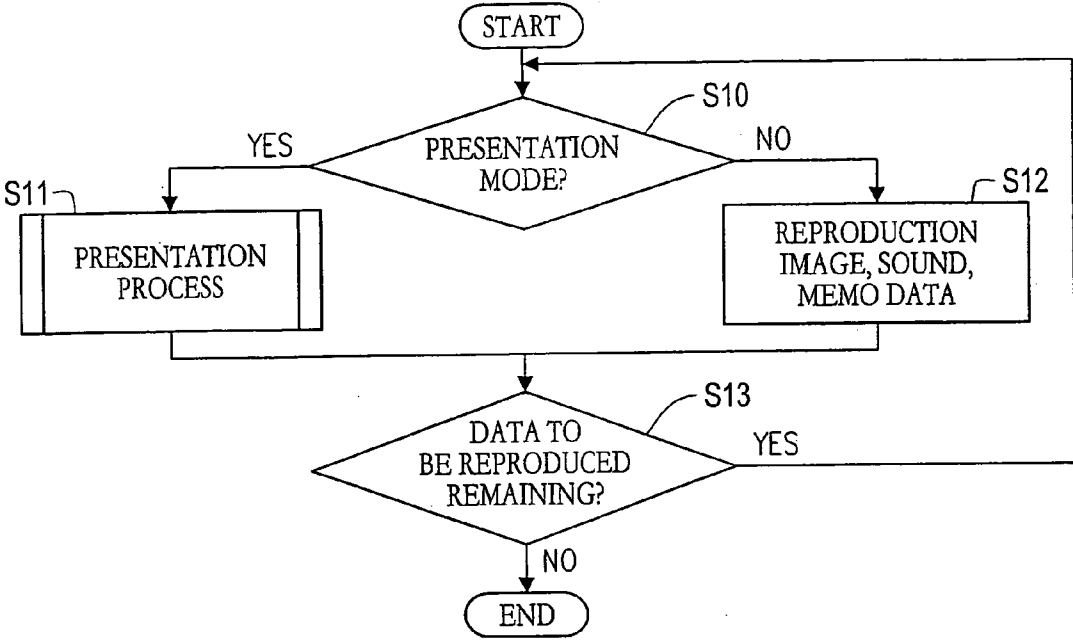 START
S10
PRESENTATION
MODE?
YES
NO
S11
PRESENTATION
PROCESS
S12
REPRODUCTION
IMAGE, SOUND,
MEMO DATA
S13
DATA TO
BE REPRODUCED
REMAINING?
YES
NO
END